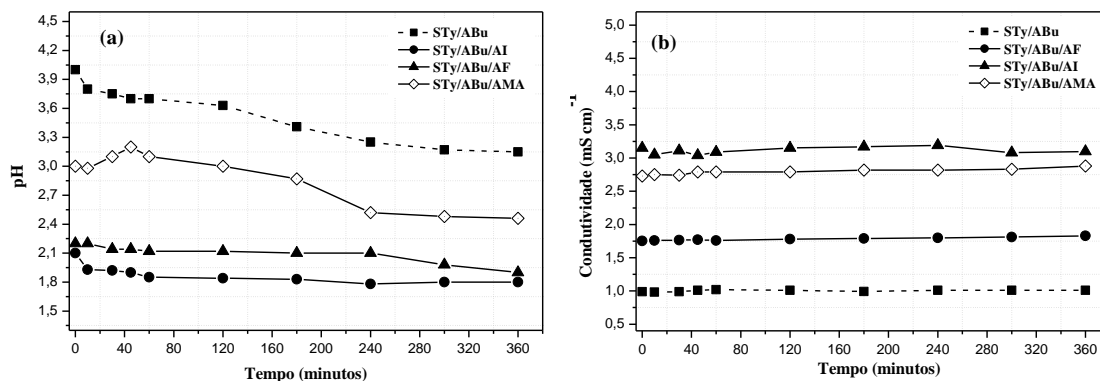 (a)
STy/ABu
STy/ABu/AI
STy/ABu/AF
STy/ABu/AMA
4,5
4,2
3,9
3,6
3,3
3,0
2,7
2,4
2,1
1,8
1,5
pH
0 40 80 120 160 200 240 280 320 360
Tempo (minutos)
(b)
STy/ABu
STy/ABu/AF
STy/ABu/AI
STy/ABu/AMA
5,0
4,5
4,0
3,5
3,0
2,5
2,0
1,5
1,0
0,5
Condutividade (mS cm)-1
0 40 80 120 160 200 240 280 320 360
Tempo (minutos)